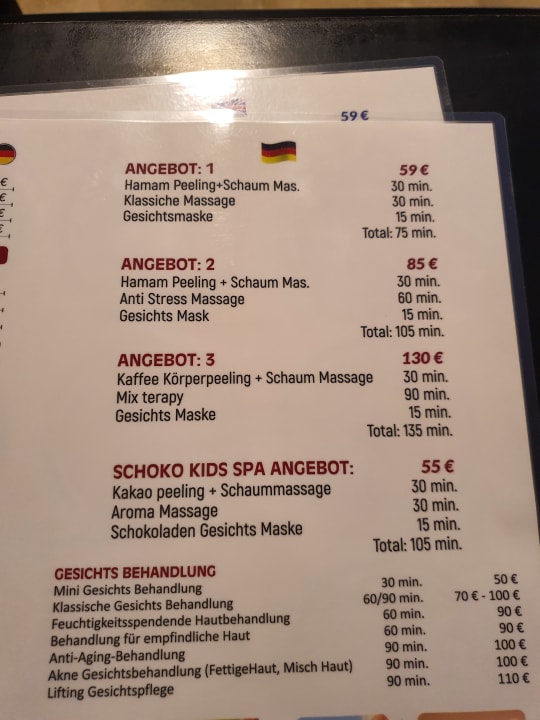 59 €
ANGEBOT: 1 59 €
Hamam Peeling+Schaum Mas. 30 min.
Klassiche Massage 30 min.
Gesichtsmaske 15 min.
Total: 75 min.
ANGEBOT: 2 85 €
Hamam Peeling + Schaum Mas. 30 min.
Anti Stress Massage 60 min.
Gesichts Mask 15 min.
Total: 105 min.
ANGEBOT: 3 130 €
Kaffee Körperpeeling + Schaum Massage 30 min.
Mix terapy 90 min.
Gesichts Maske 15 min.
Total: 135 min.
SCHOKO KIDS SPA ANGEBOT: 55 €
Kakao peeling + Schaummassage 30 min.
Aroma Massage 30 min.
Schokoladen Gesichts Maske 15 min.
Total: 105 min.
GESICHTS BEHANDLUNG
Mini Gesichts Behandlung 30 min. 50 €
Klassische Gesichts Behandlung 60/90 min. 70 € - 100 €
Feuchtigkeitsspendende Hautbehandlung 60 min. 90 €
Behandlung für empfindliche Haut 60 min. 90 €
Anti-Aging-Behandlung 90 min. 100 €
Akne Gesichtsbehandlung (FettigeHaut, Misch Haut) 90 min. 100 €
Lifting Gesichtspflege 90 min. 110 €